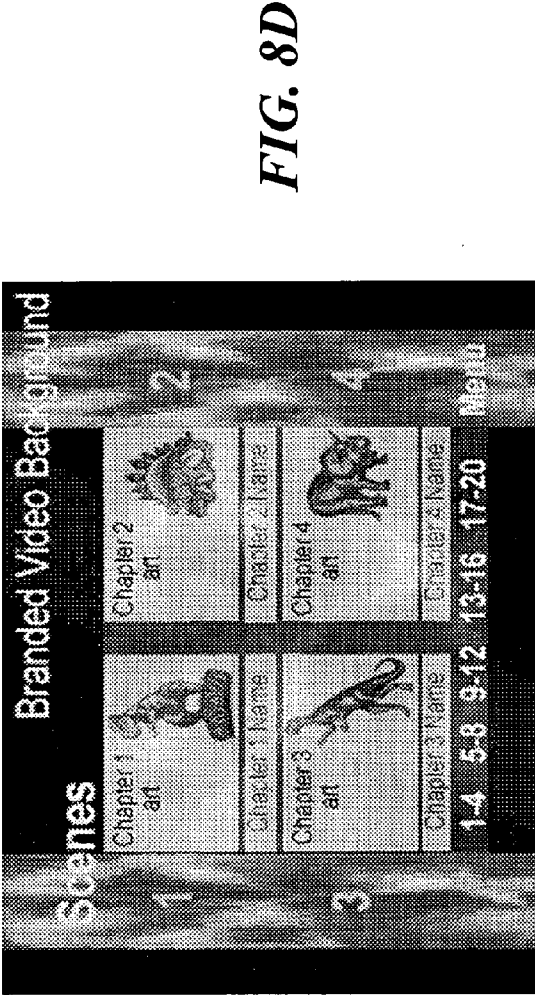 Branded Video Background
Scenes
1
Chapter 1
art
Chapter 1 Name
Chapter 2
art
Chapter 2 Name
2
3
Chapter 3
art
Chapter 3 Name
Chapter 4
art
Chapter 4 Name
4
1-4 5-8 9-12 13-16 17-20 Menu
FIG. 8D